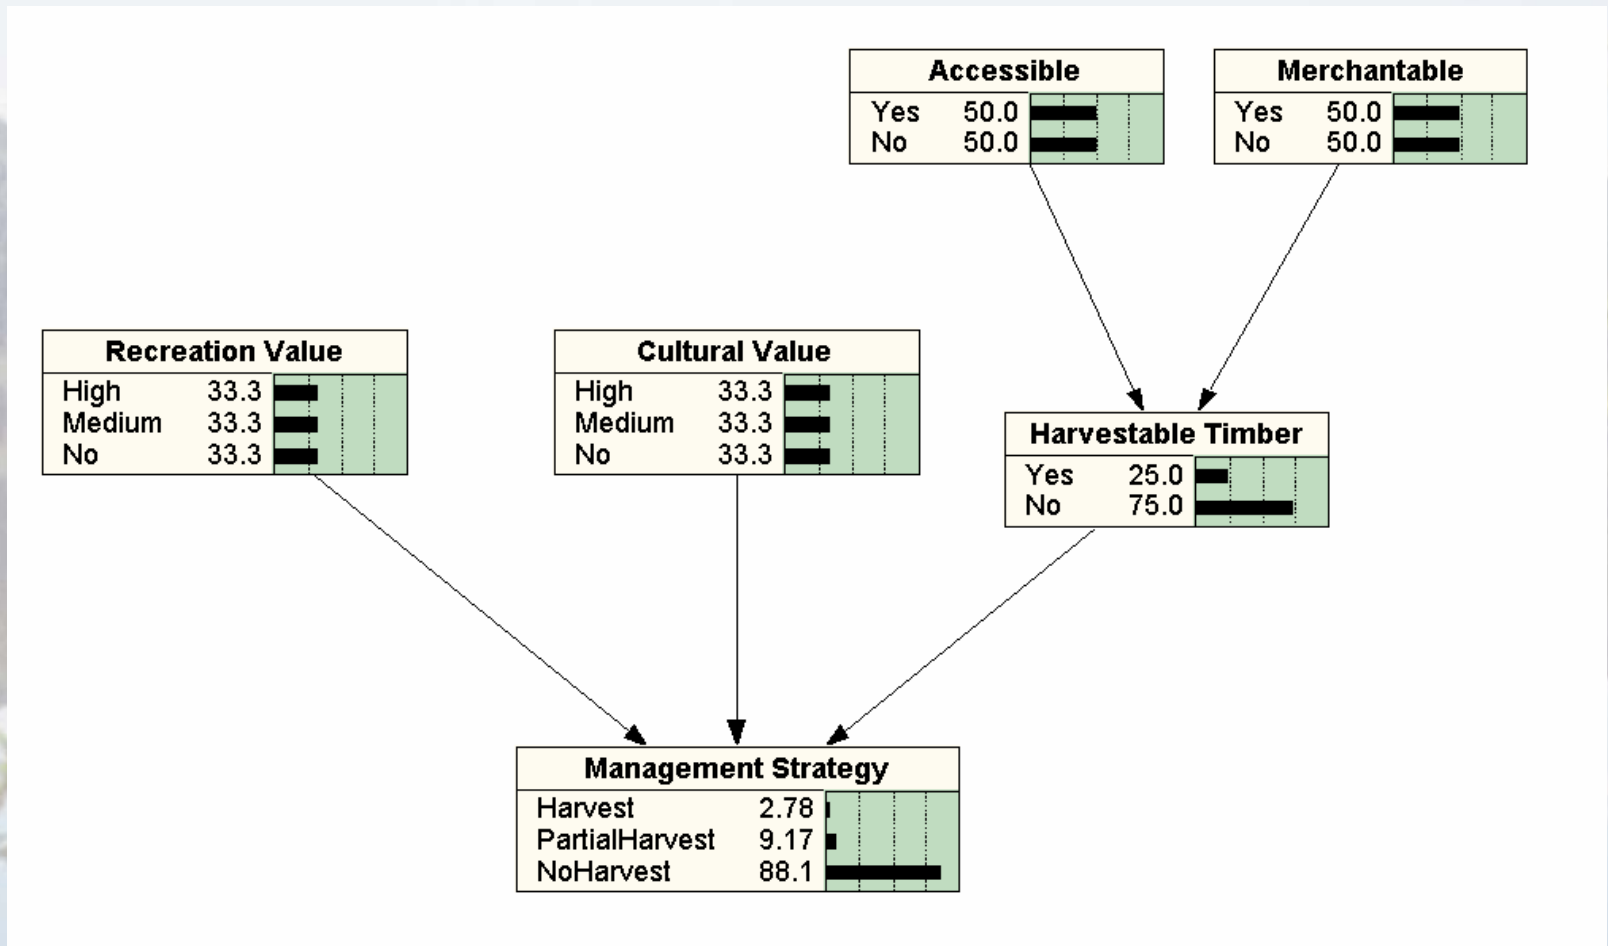 Accessible
Yes 50.0
No 50.0
Merchantable
Yes 50.0
No 50.0
Recreation Value
High 33.3
Medium 33.3
No 33.3
Cultural Value
High 33.3
Medium 33.3
No 33.3
Harvestable Timber
Yes 25.0
No 75.0
Management Strategy
Harvest 2.78
PartialHarvest 9.17
NoHarvest 88.1